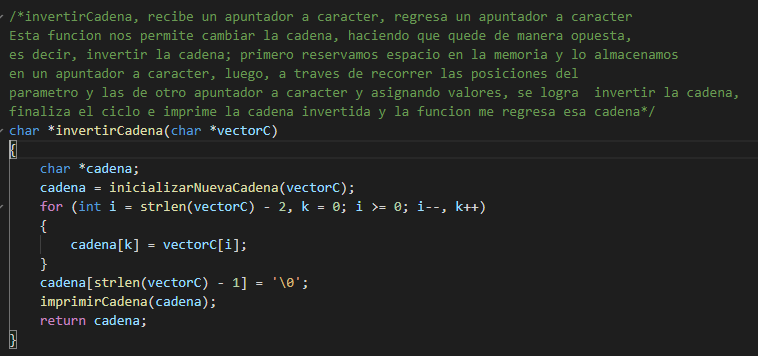 /*invertirCadena, recibe un apuntador a caracter, regresa un apuntador a caracter
Esta funcion nos permite cambiar la cadena, haciendo que quede de manera opuesta,
es decir, invertir la cadena; primero reservamos espacio en la memoria y lo almacenamos
en un apuntador a caracter, luego, a traves de recorrer las posiciones del
parametro y las de otro apuntador a caracter y asignando valores, se logra  invertir la cadena,
finaliza el ciclo e imprime la cadena invertida y la funcion me regresa esa cadena*/
char *invertirCadena(char *vectorC)
{
    char *cadena;
    cadena = inicializarNuevaCadena(vectorC);
    for (int i = strlen(vectorC) - 2, k = 0; i >= 0; i--, k++)
    {
        cadena[k] = vectorC[i];
    }
    cadena[strlen(vectorC) - 1] = '\0';
    imprimirCadena(cadena);
    return cadena;
}